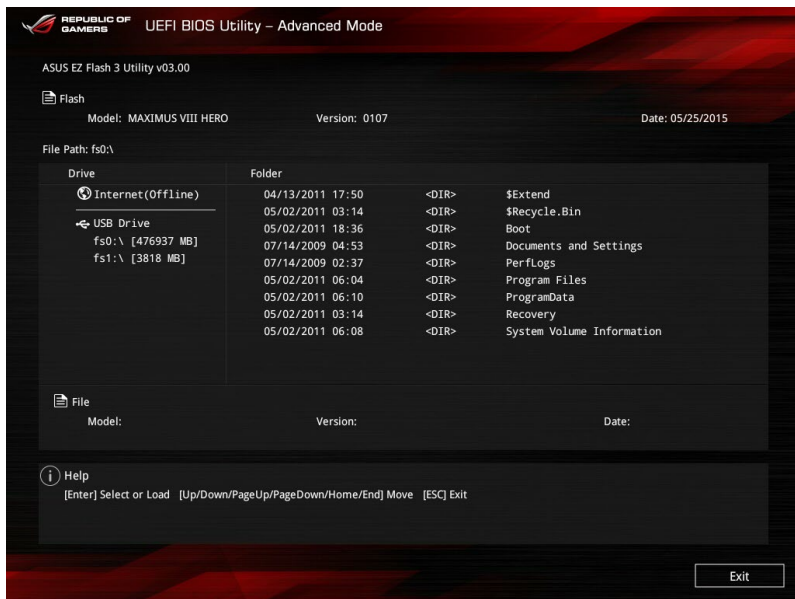 REPUBLIC OF
GAMERS
UEFI BIOS Utility – Advanced Mode
ASUS EZ Flash 3 Utility v03.00
Flash
Model: MAXIMUS VIII HERO Version: 0107 Date: 05/25/2015
File Path: fs0:\
Drive Folder
Internet(Offline) 04/13/2011 17:50 <DIR> $Extend
05/02/2011 03:14 <DIR> $Recycle.Bin
USB Drive 05/02/2011 18:36 <DIR> Boot
fs0:\ [476937 MB] 07/14/2009 04:53 <DIR> Documents and Settings
fs1:\ [3818 MB] 07/14/2009 02:37 <DIR> PerfLogs
05/02/2011 06:04 <DIR> Program Files
05/02/2011 06:10 <DIR> ProgramData
05/02/2011 03:14 <DIR> Recovery
05/02/2011 06:08 <DIR> System Volume Information
File
Model: Version: Date:
Help
[Enter] Select or Load [Up/Down/PageUp/PageDown/Home/End] Move [ESC] Exit
Exit